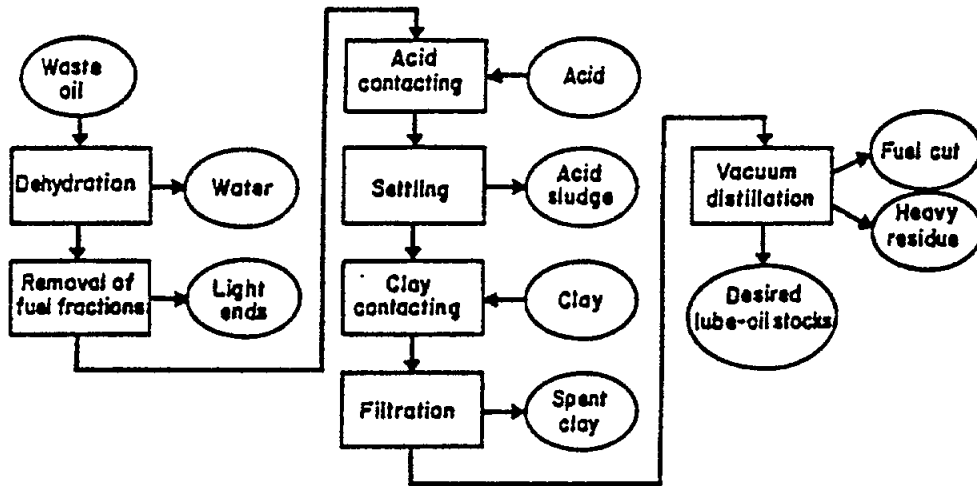 Waste
oil
Dehydration
Water
Removal of
fuel fractions
Light
ends
Acid
contacting
Acid
Settling
Acid
sludge
Clay
contacting
Clay
Filtration
Spent
clay
Vacuum
distillation
Fuel cut
Heavy
residue
Desired
lube-oil stocks